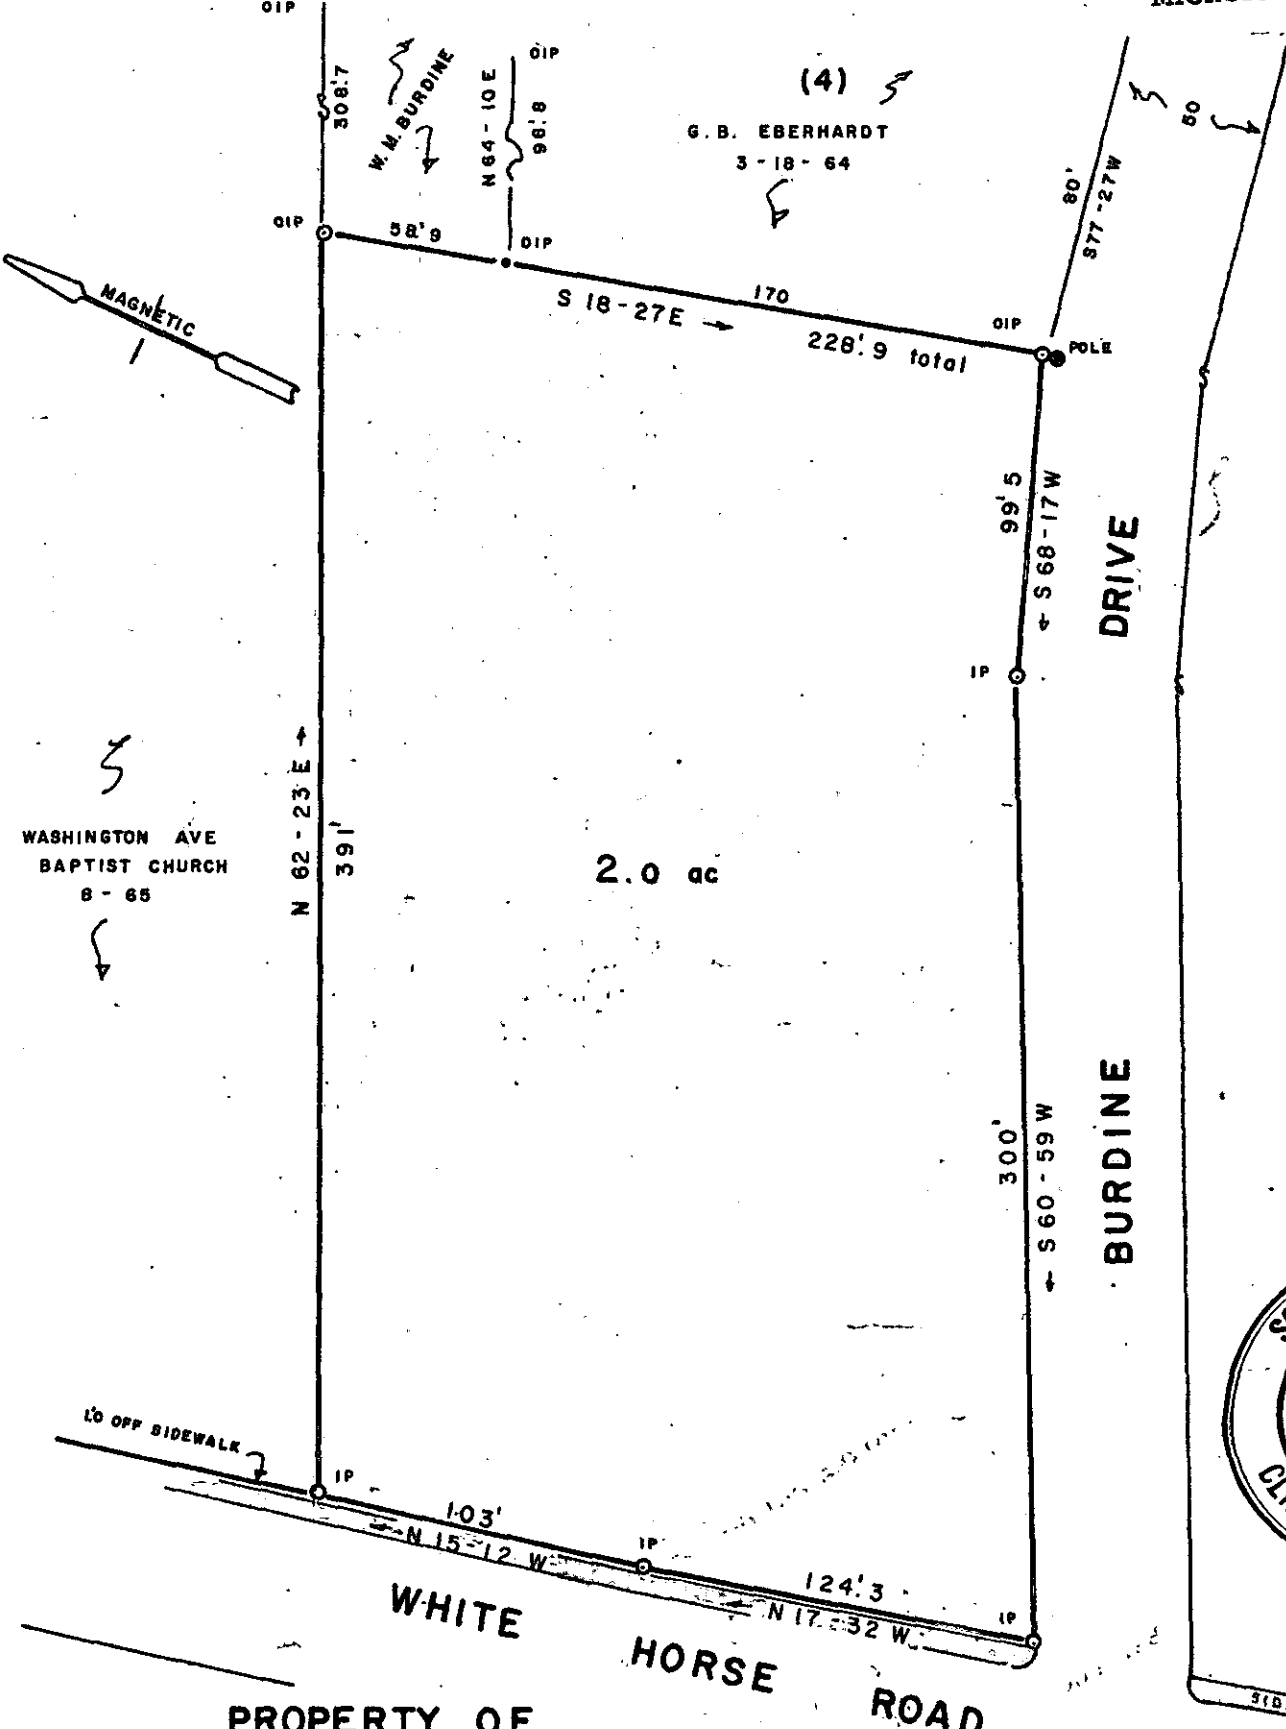 OIP
308'.7
W. M. BURDINE
N 64-10 E
OIP
96'.8
(4)
G. B. EBERHARDT
3-18-64
50
80'
S77-27W
OIP
58'.9
OIP
MAGNETIC
S 18-27E
170
228'.9 total
OIP
POLE
99'.5
S 68-17W
DRIVE
IP
N 62-23 E
391'
WASHINGTON AVE
BAPTIST CHURCH
8-65
2.0 ac
300'
S 60-59 W
BURDINE
1.'0 OFF SIDEWALK
IP
103'
N 15-12 W
IP
124'.3
N 17-32 W
IP
WHITE HORSE ROAD
PROPERTY OF